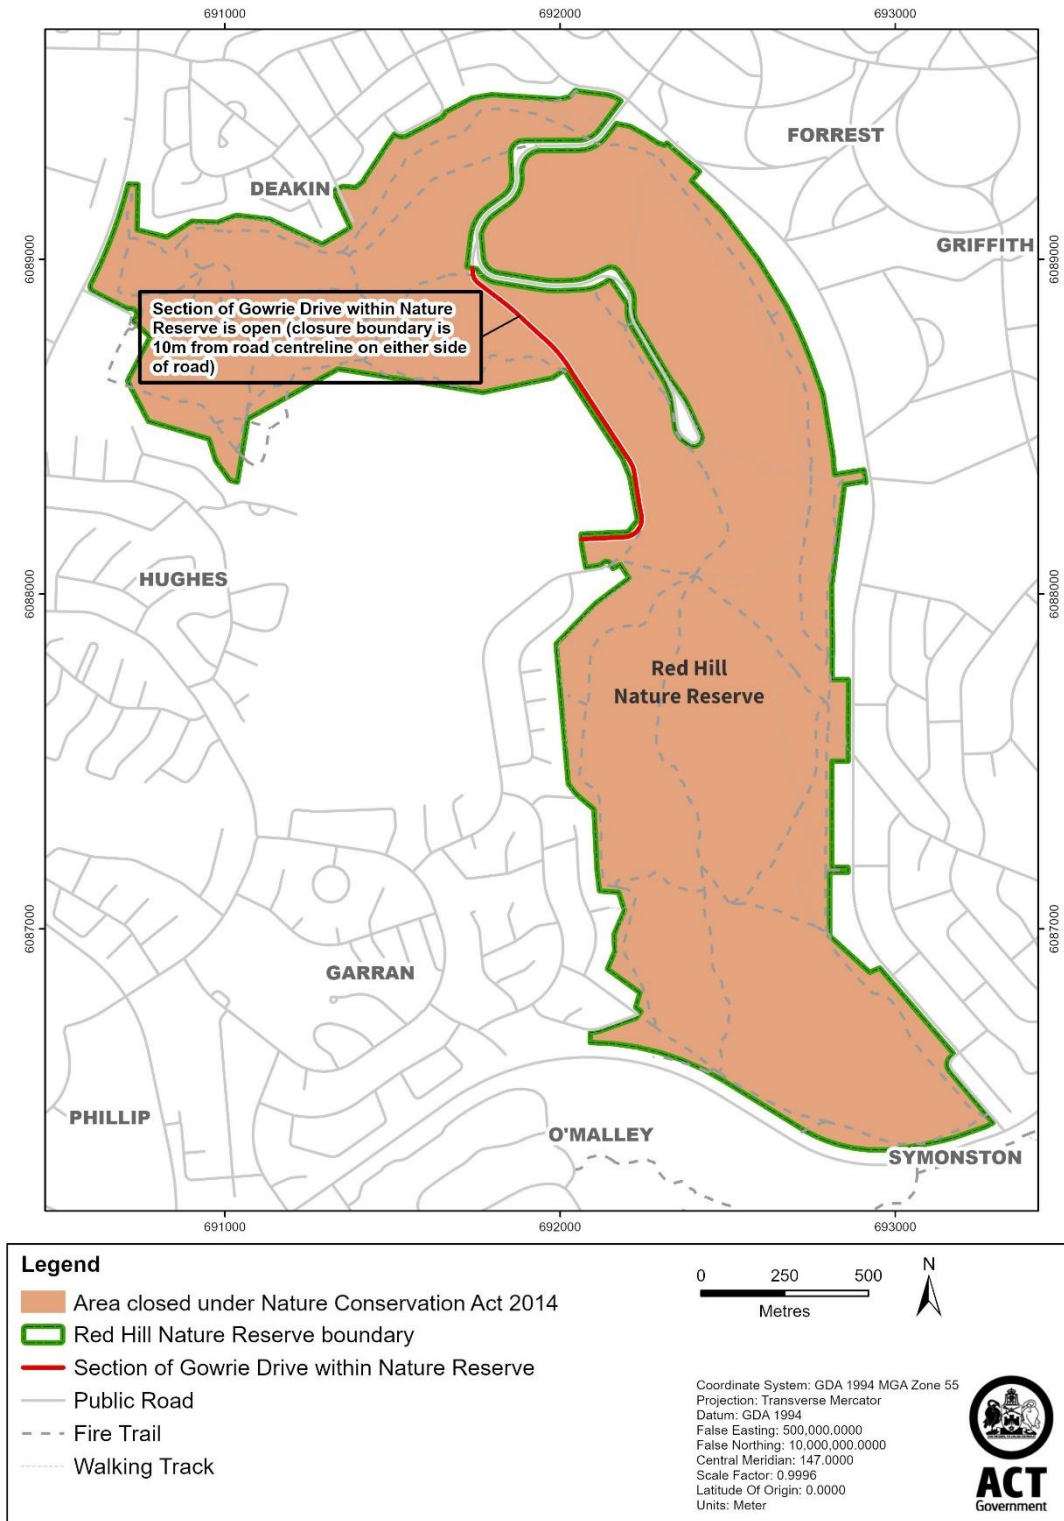 691000
692000
693000
FORREST
DEAKIN
GRIFFITH
6089000
6089000
Section of Gowrie Drive within Nature
Reserve is open (closure boundary is
10m from road centreline on either side
of road)
HUGHES
6088000
6088000
Red Hill
Nature Reserve
GARRAN
6087000
6087000
PHILLIP
O'MALLEY
SYMONSTON
691000
692000
693000
Legend
Area closed under Nature Conservation Act 2014
Red Hill Nature Reserve boundary
Section of Gowrie Drive within Nature Reserve
Public Road
Fire Trail
Walking Track
0 250 500
Metres
N
Coordinate System: GDA 1994 MGA Zone 55
Projection: Transverse Mercator
Datum: GDA 1994
False Easting: 500,000.0000
False Northing: 10,000,000.0000
Central Meridian: 147.0000
Scale Factor: 0.9996
Latitude Of Origin: 0.0000
Units: Meter
ACT
Government